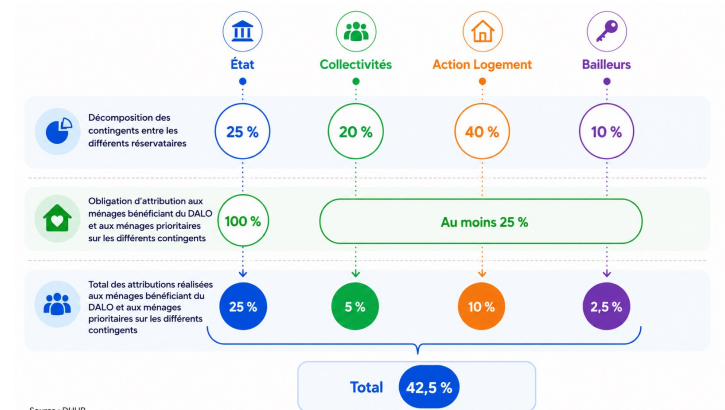 État
Collectivités
Action Logement
Bailleurs
Décomposition des
contingents entre les
différents réservataires
25 %
20 %
40 %
10 %
Obligation d'attribution aux
ménages bénéficiant du DALO
et aux ménages prioritaires
sur les différents contingents
100 %
Au moins 25 %
Total des attributions réalisées
aux ménages bénéficiant du
DALO et aux ménages
prioritaires sur les différents
contingents
25 %
5 %
10 %
2,5 %
Total
42,5 %
Source : DHUP